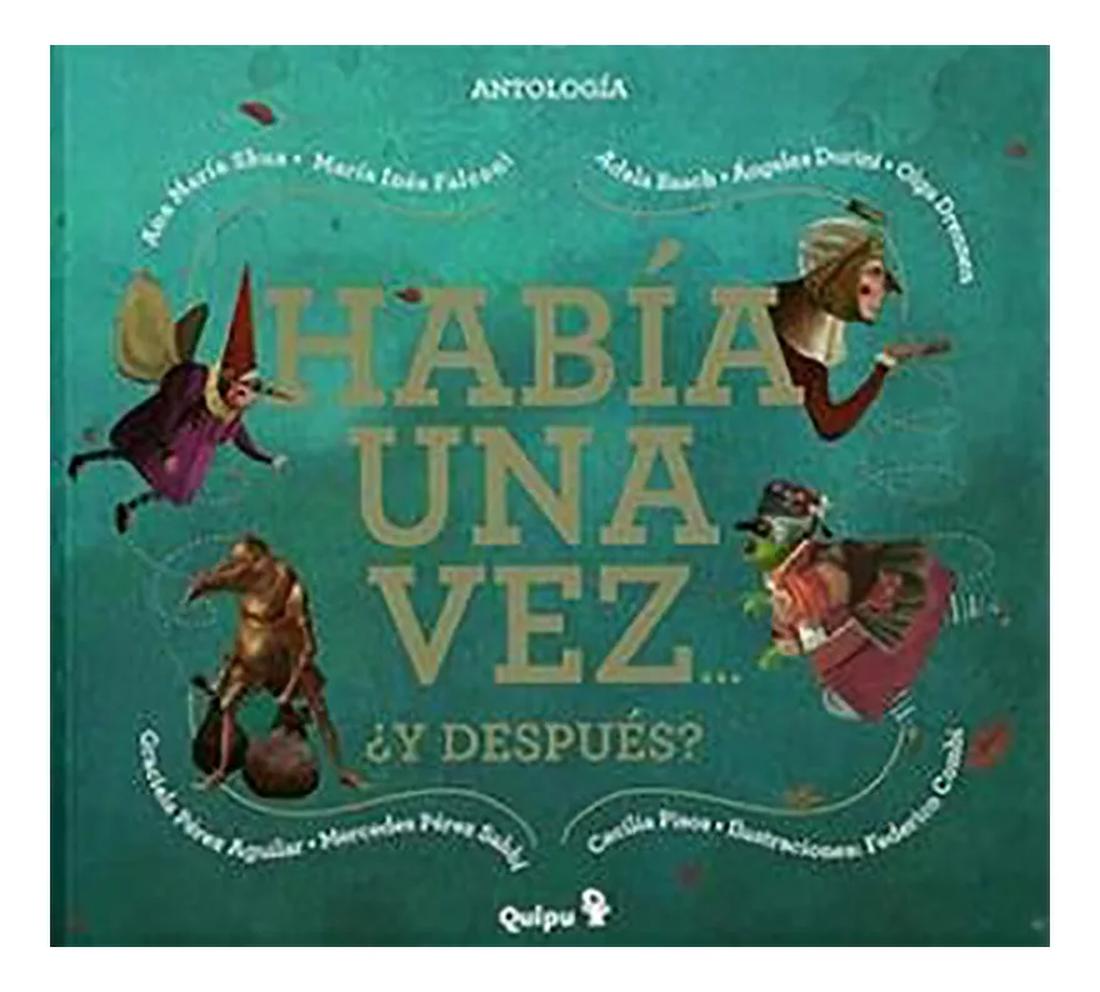 ANTOLOGÍA
Ana María Shua • María Inés Falconi
Adela Basch • Ángeles Durini • Olga Drennen
HABÍA
UNA
VEZ...
¿Y DESPUÉS?
Graciela Pérez Aguilar • Mercedes Pérez Sabbi
Cecilia Pisos • Ilustraciones: Federico Combi
Quipu